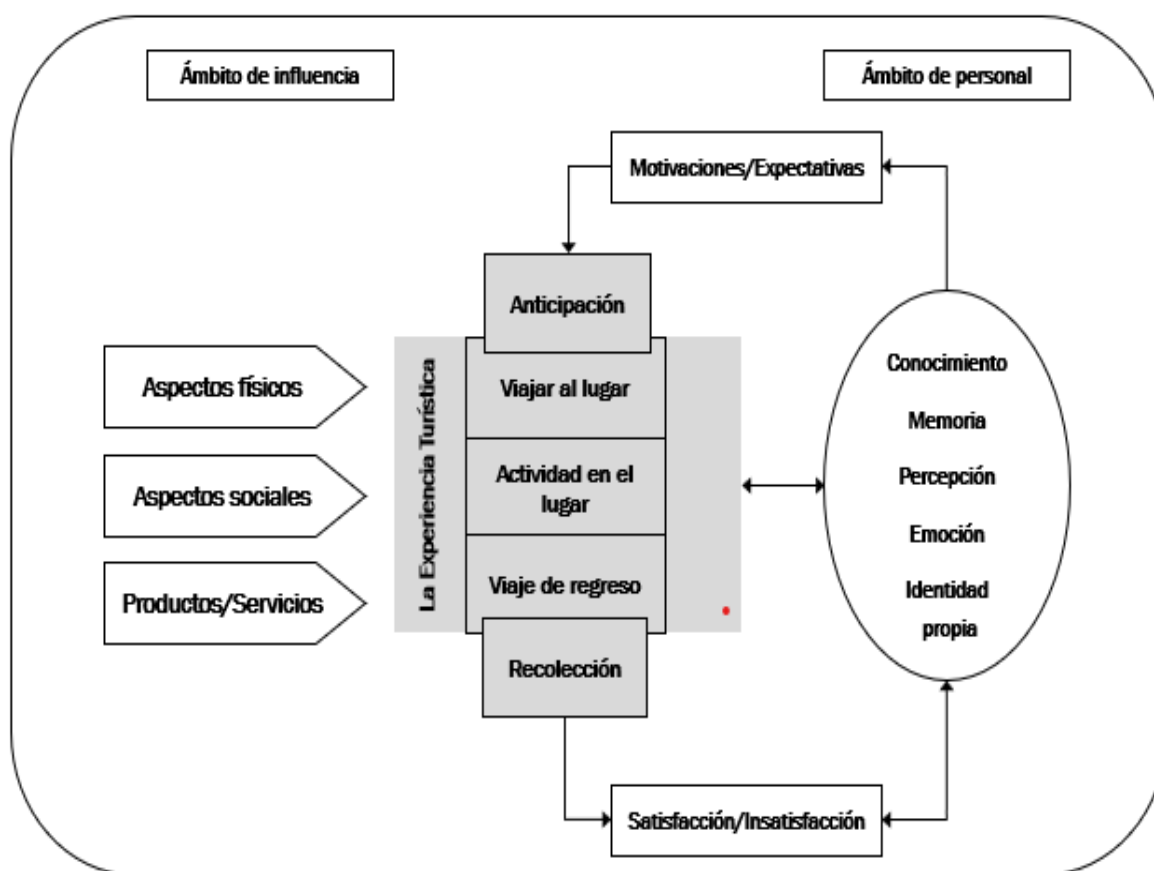 Ámbito de influencia
Ámbito de personal
Motivaciones/Expectativas
Anticipación
La Experiencia Turística
Viajar al lugar
Actividad en el
lugar
Viaje de regreso
Recolección
Aspectos físicos
Aspectos sociales
Productos/Servicios
Conocimiento
Memoria
Percepción
Emoción
Identidad
propia
Satisfacción/Insatisfacción